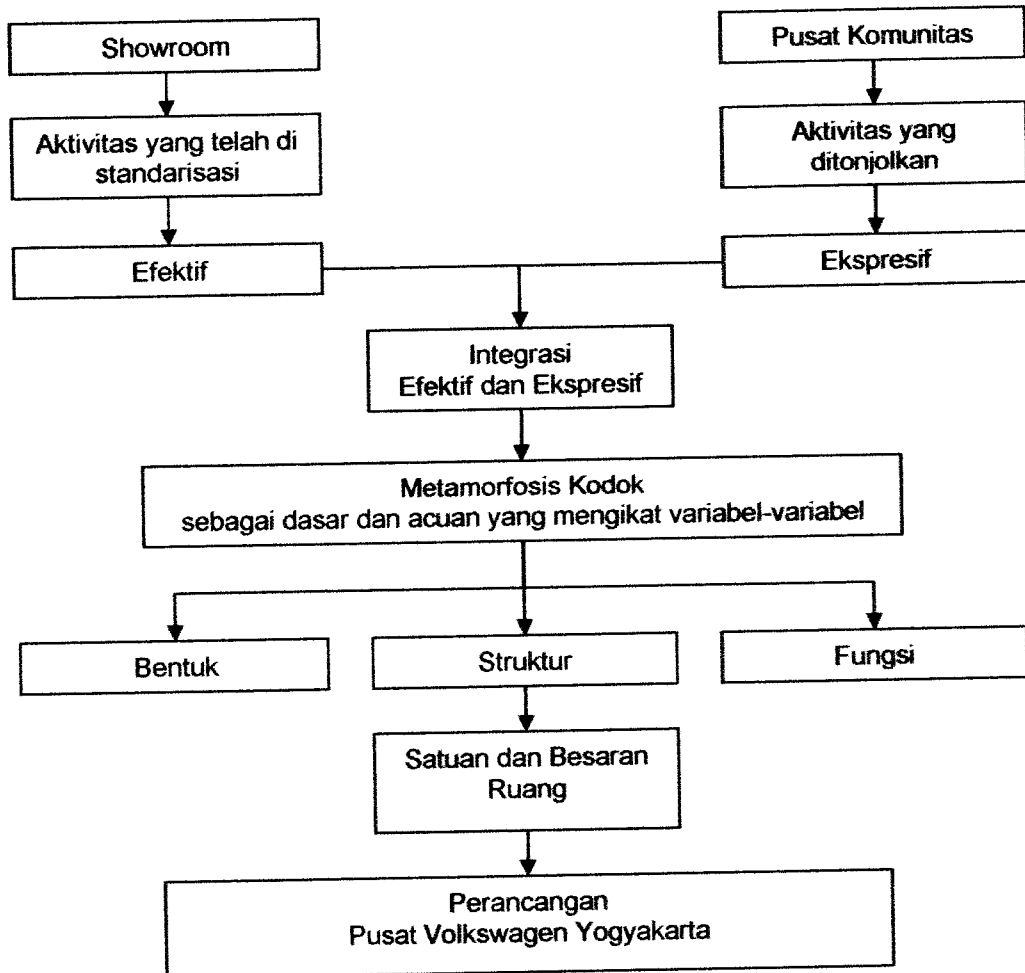 Showroom
Pusat Komunitas
Aktivitas yang telah di
standarisasi
Aktivitas yang
ditonjolkan
Efektif
Ekspresif
Integrasi
Efektif dan Ekspresif
Metamorfosis Kodok
sebagai dasar dan acuan yang mengikat variabel-variabel
Bentuk
Struktur
Fungsi
Satuan dan Besaran
Ruang
Perancangan
Pusat Volkswagen Yogyakarta